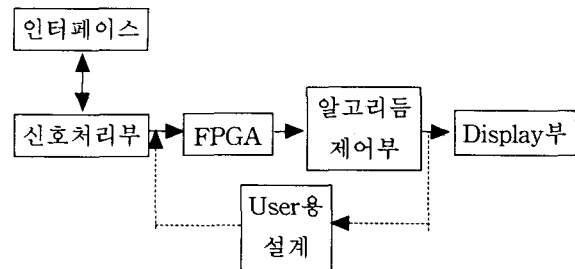 인터페이스
신호처리부
FPGA
알고리듬
제어부
Display부
User용
설계